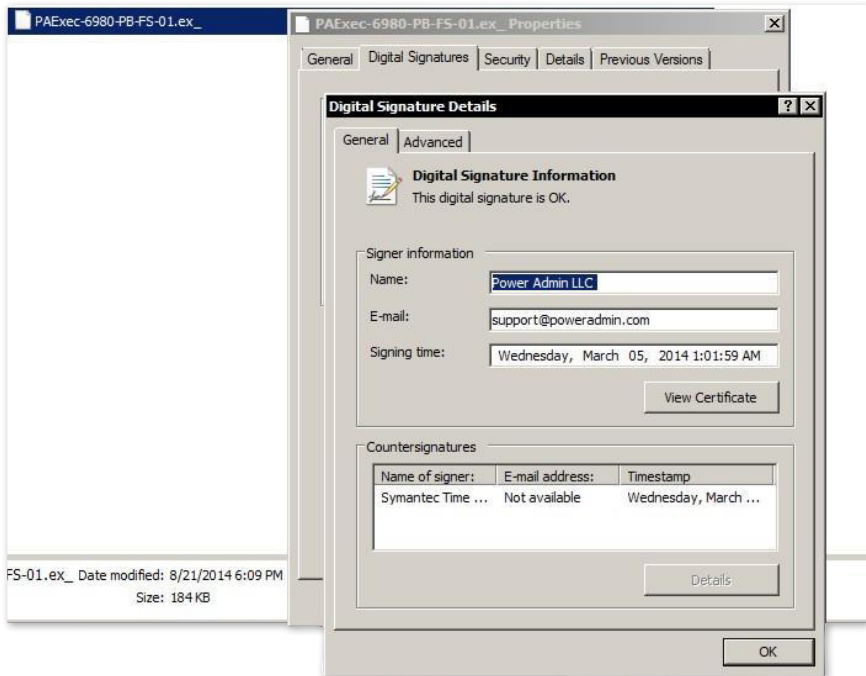 PAExec-6980-PB-FS-01.ex_
PAExec-6980-PB-FS-01.ex_ Properties
General Digital Signatures Security Details Previous Versions
Digital Signature Details
General Advanced
Digital Signature Information
This digital signature is OK.
Signer information
Name: Power Admin LLC
E-mail: support@poweradmin.com
Signing time: Wednesday, March 05, 2014 1:01:59 AM
View Certificate
Countersignatures
Name of signer: E-mail address: Timestamp
Symantec Time ... Not available Wednesday, March ...
Details
OK
FS-01.ex_ Date modified: 8/21/2014 6:09 PM
Size: 184 KB